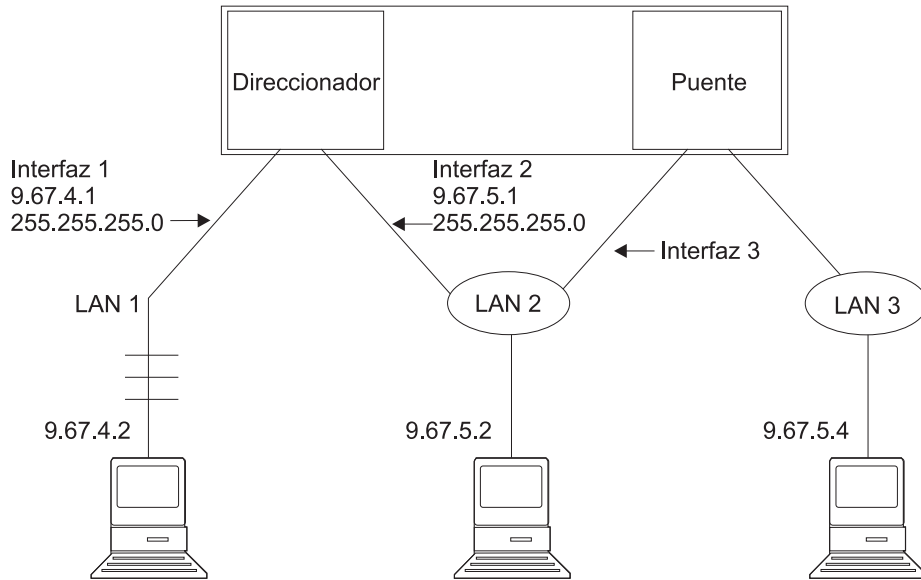 Direccionador
Puente
Interfaz 1
9.67.4.1
255.255.255.0
Interfaz 2
9.67.5.1
255.255.255.0
Interfaz 3
LAN 1
LAN 2
LAN 3
9.67.4.2
9.67.5.2
9.67.5.4